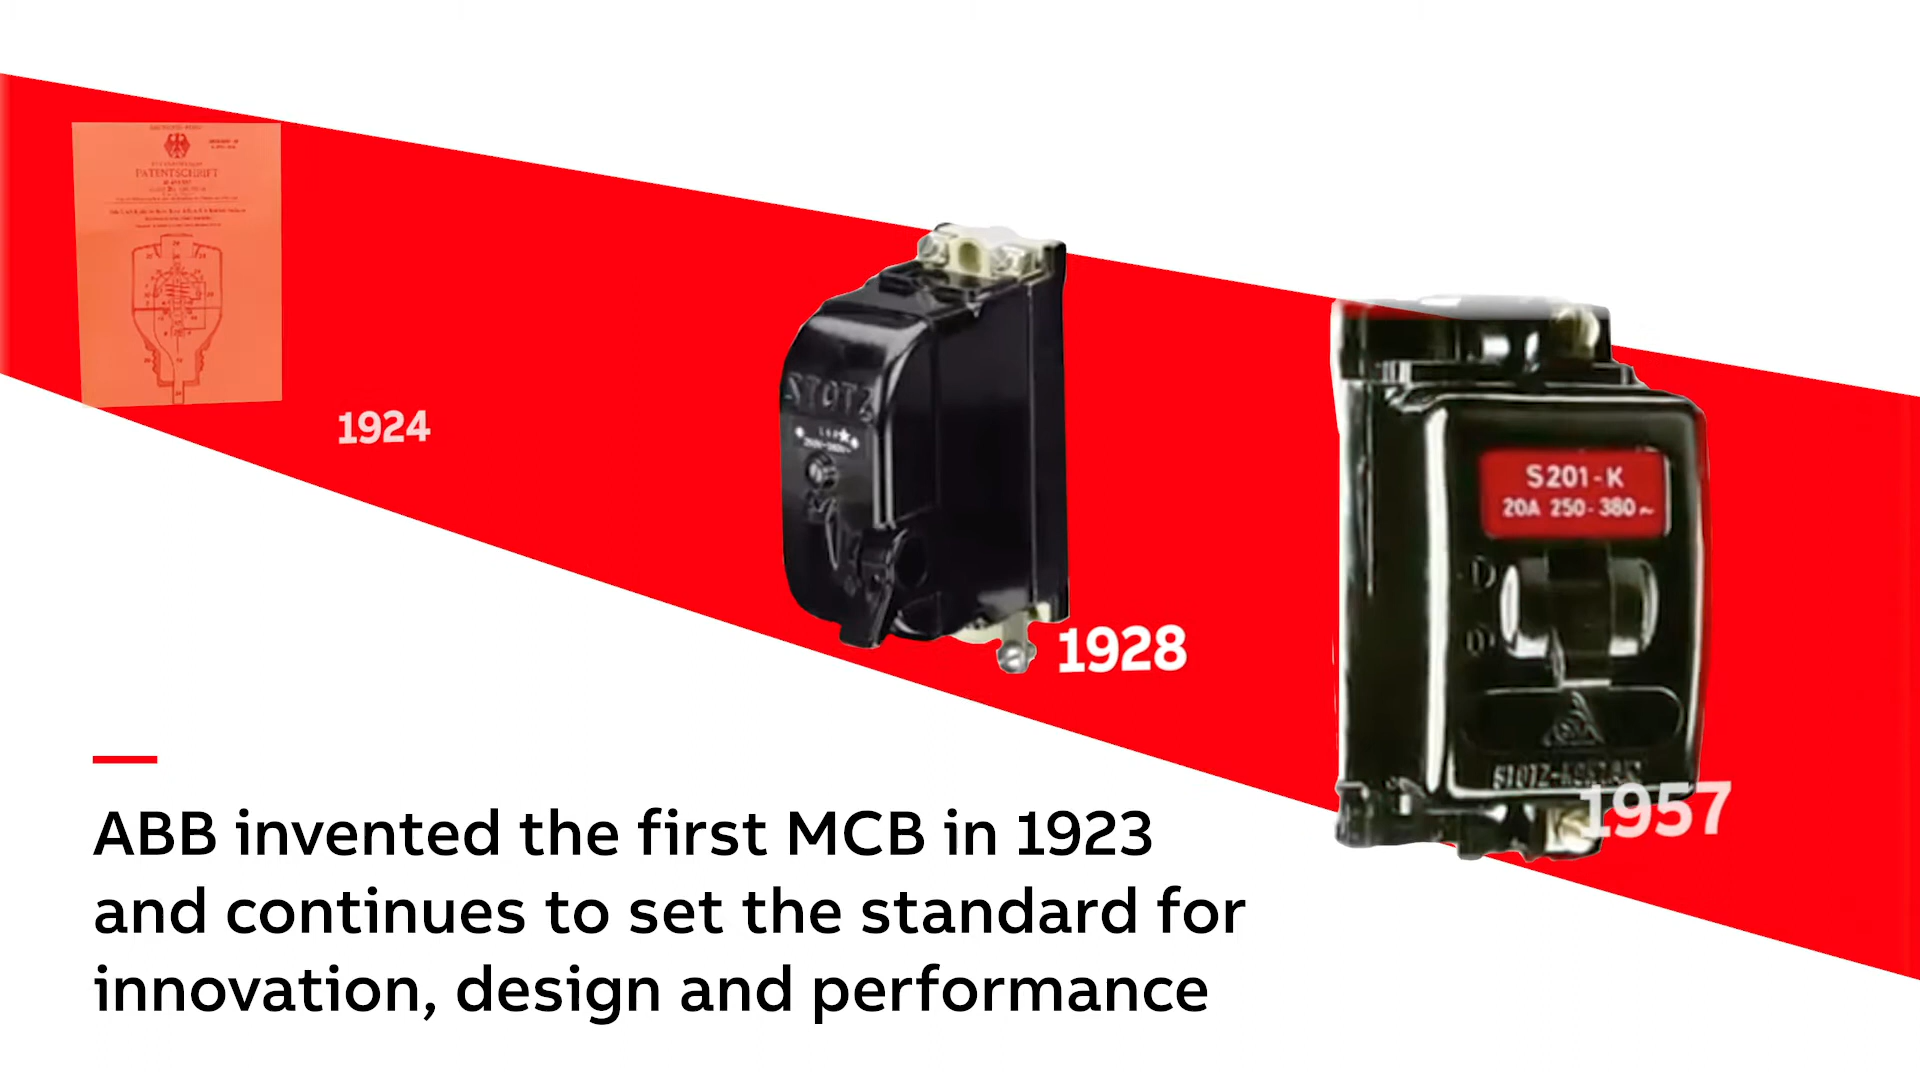 PATENTSCHRIFT
1924
STOTZ
1928
S201-K
20A 250-380~
1957
ABB invented the first MCB in 1923
and continues to set the standard for
innovation, design and performance